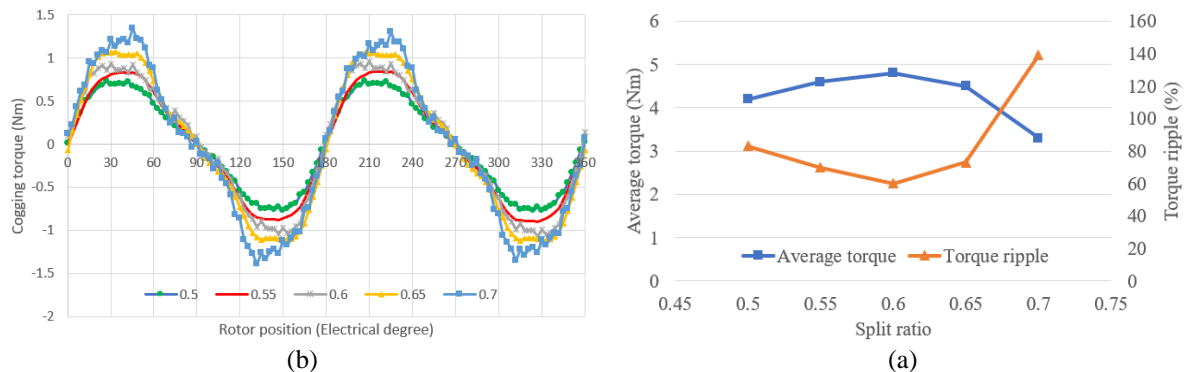 1.5
1
0.5
0
-0.5
-1
-1.5
-2
Cogging torque (Nm)
0 30 60 90 120 150 180 210 240 270 300 330 360
0.5 0.55 0.6 0.65 0.7
Rotor position (Electrical degree)
(b)
6
5
4
3
2
1
0
Average torque (Nm)
160
140
120
100
80
60
40
20
0
Torque ripple (%)
Average torque Torque ripple
0.45 0.5 0.55 0.6 0.65 0.7 0.75
Split ratio
(a)